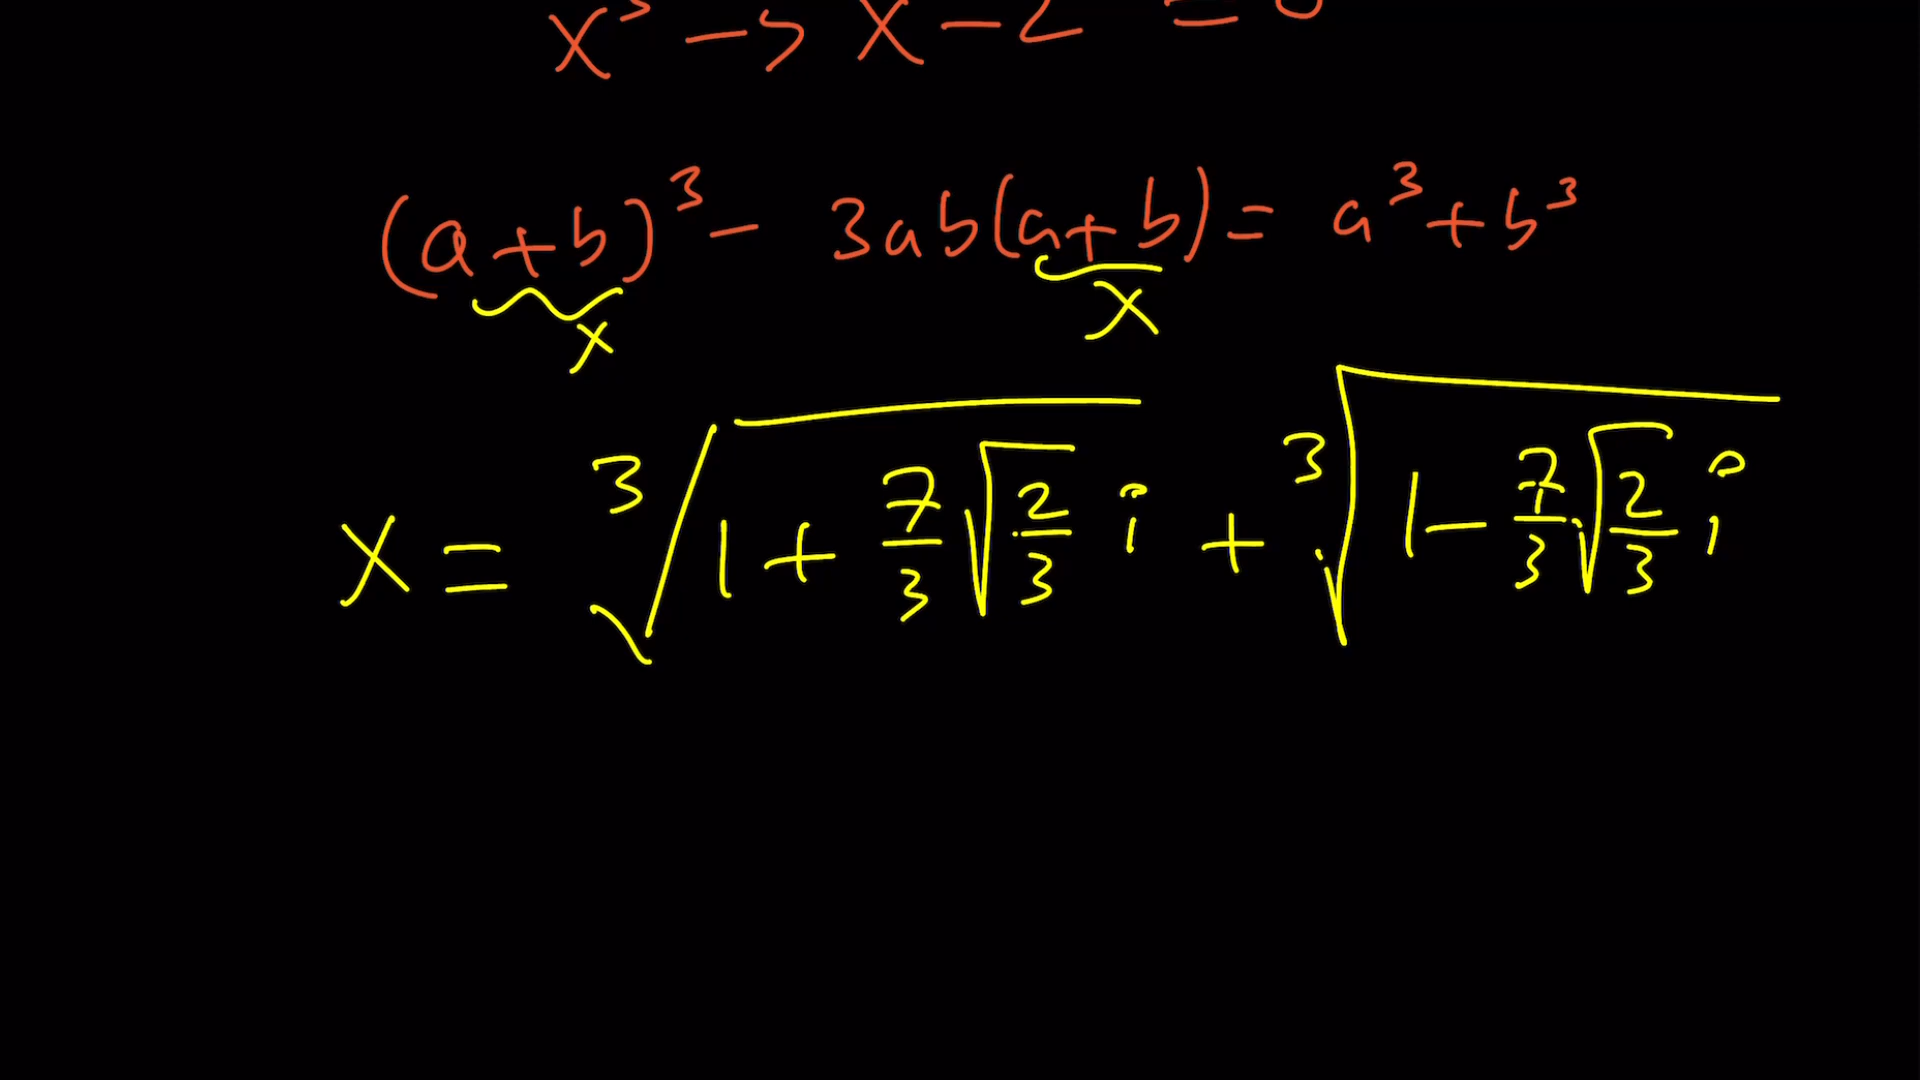 x³ - 5x - 2 = 0
(a+b)³ - 3ab(a+b) = a³ + b³
x x
x = ∛(1 + 7/3 √(2/3) i) + ∛(1 - 7/3 √(2/3) i)